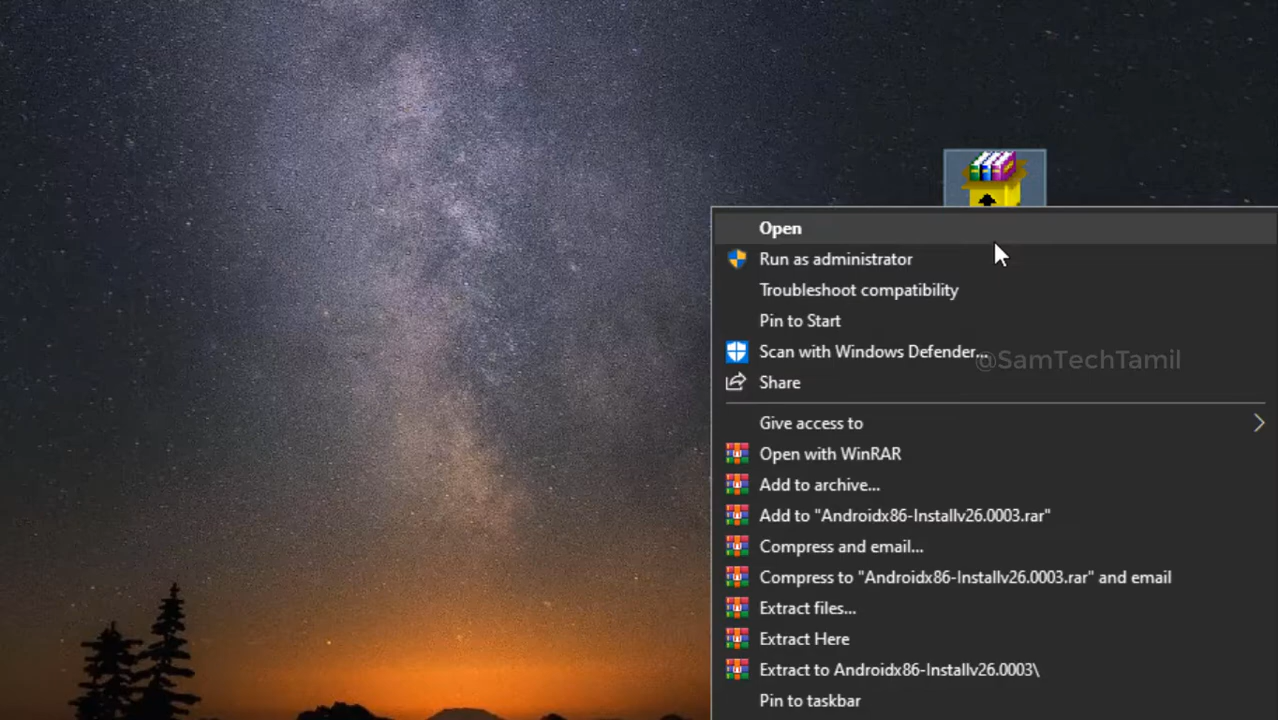 Open
Run as administrator
Troubleshoot compatibility
Pin to Start
Scan with Windows Defender...
@SamTechTamil
Share
Give access to
Open with WinRAR
Add to archive...
Add to "Androidx86-Installv26.0003.rar"
Compress and email...
Compress to "Androidx86-Installv26.0003.rar" and email
Extract files...
Extract Here
Extract to Androidx86-Installv26.0003\
Pin to taskbar